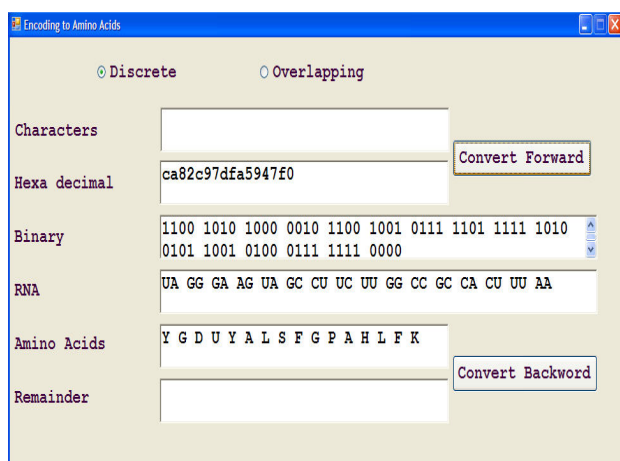 Encoding to Amino Acids
Discrete
Overlapping
Characters
Convert Forward
Hexa decimal
ca82c97dfa5947f0
Binary
1100 1010 1000 0010 1100 1001 0111 1101 1111 1010
0101 1001 0100 0111 1111 0000
RNA
UA GG GA AG UA GC CU UC UU GG CC GC CA CU UU AA
Amino Acids
Y G D U Y A L S F G P A H L F K
Convert Backword
Remainder